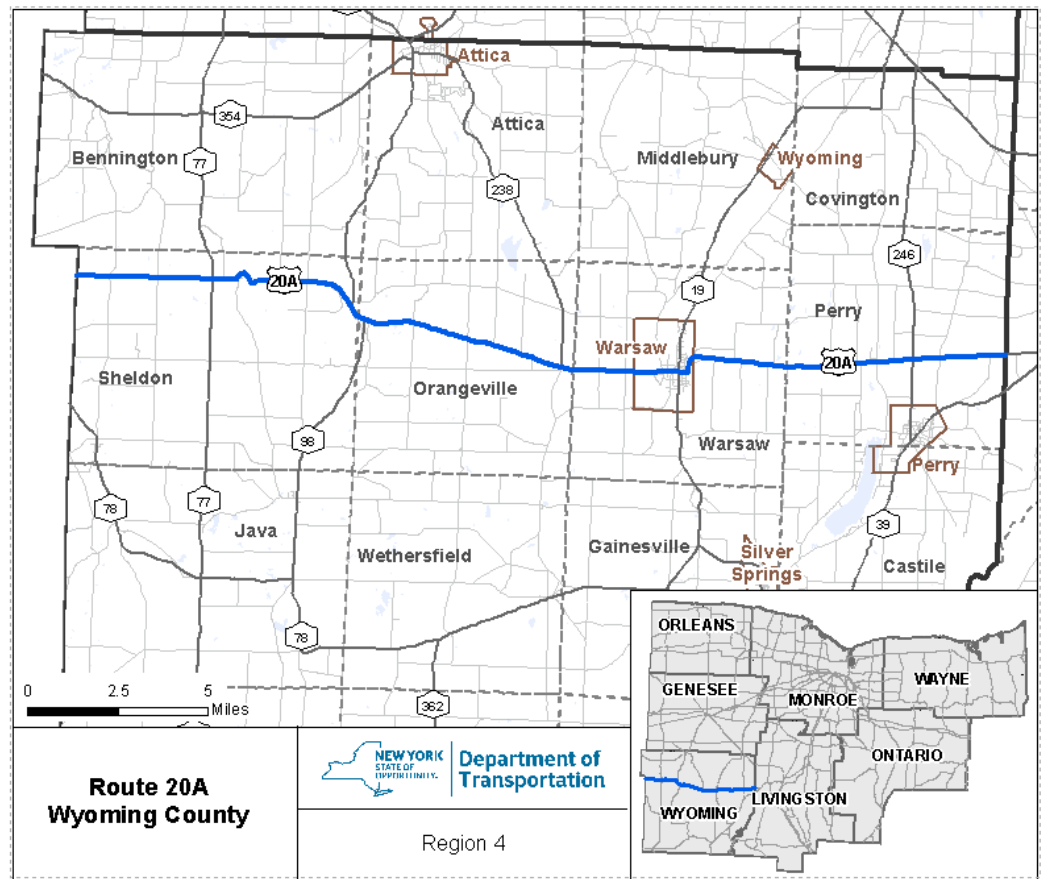 Attica
354
Attica
Bennington
77
Middlebury
Wyoming
238
Covington
246
20A
19
Perry
Warsaw
20A
Sheldon
Orangeville
98
Warsaw
Perry
78
77
Java
39
Wethersfield
Gainesville
Silver
Springs
Castile
78
0 2.5 5
Miles
362
ORLEANS
GENESEE
MONROE
WAYNE
ONTARIO
WYOMING
LIVINGSTON
Route 20A
Wyoming County
NEW YORK
STATE OF
OPPORTUNITY.
Department of
Transportation
Region 4